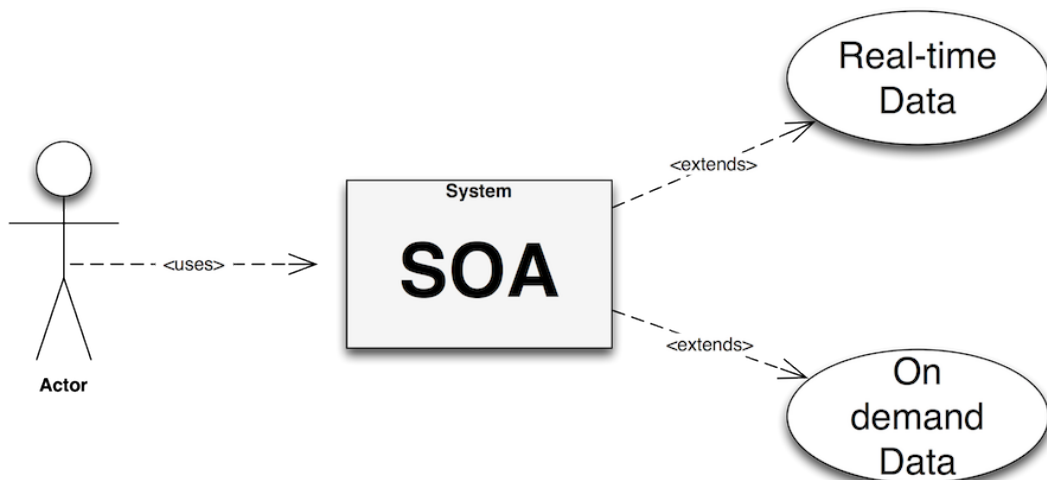 Real-time
Data
<extends>
System
SOA
<uses>
<extends>
Actor
On
demand
Data